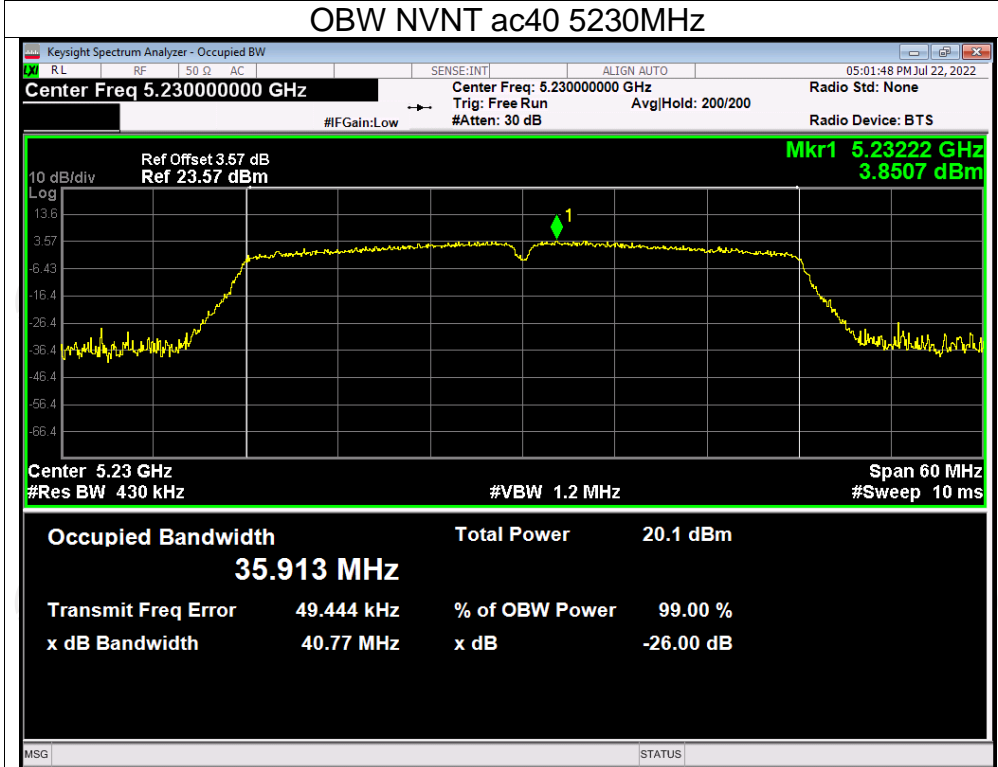 OBW NVNT ac40 5230MHz
Keysight Spectrum Analyzer - Occupied BW
LXI RL RF 50 Ω AC SENSE:INT ALIGN AUTO 05:01:48 PM Jul 22, 2022
Center Freq 5.230000000 GHz Center Freq: 5.230000000 GHz Radio Std: None
Trig: Free Run Avg|Hold: 200/200
#IFGain:Low #Atten: 30 dB Radio Device: BTS
Mkr1 5.23222 GHz
Ref Offset 3.57 dB 3.8507 dBm
10 dB/div Ref 23.57 dBm
Log
13.6
1
3.57
-6.43
-16.4
-26.4
-36.4
-46.4
-56.4
-66.4
Center 5.23 GHz Span 60 MHz
#Res BW 430 kHz #VBW 1.2 MHz #Sweep 10 ms
Occupied Bandwidth Total Power 20.1 dBm
35.913 MHz
Transmit Freq Error 49.444 kHz % of OBW Power 99.00 %
x dB Bandwidth 40.77 MHz x dB -26.00 dB
MSG STATUS